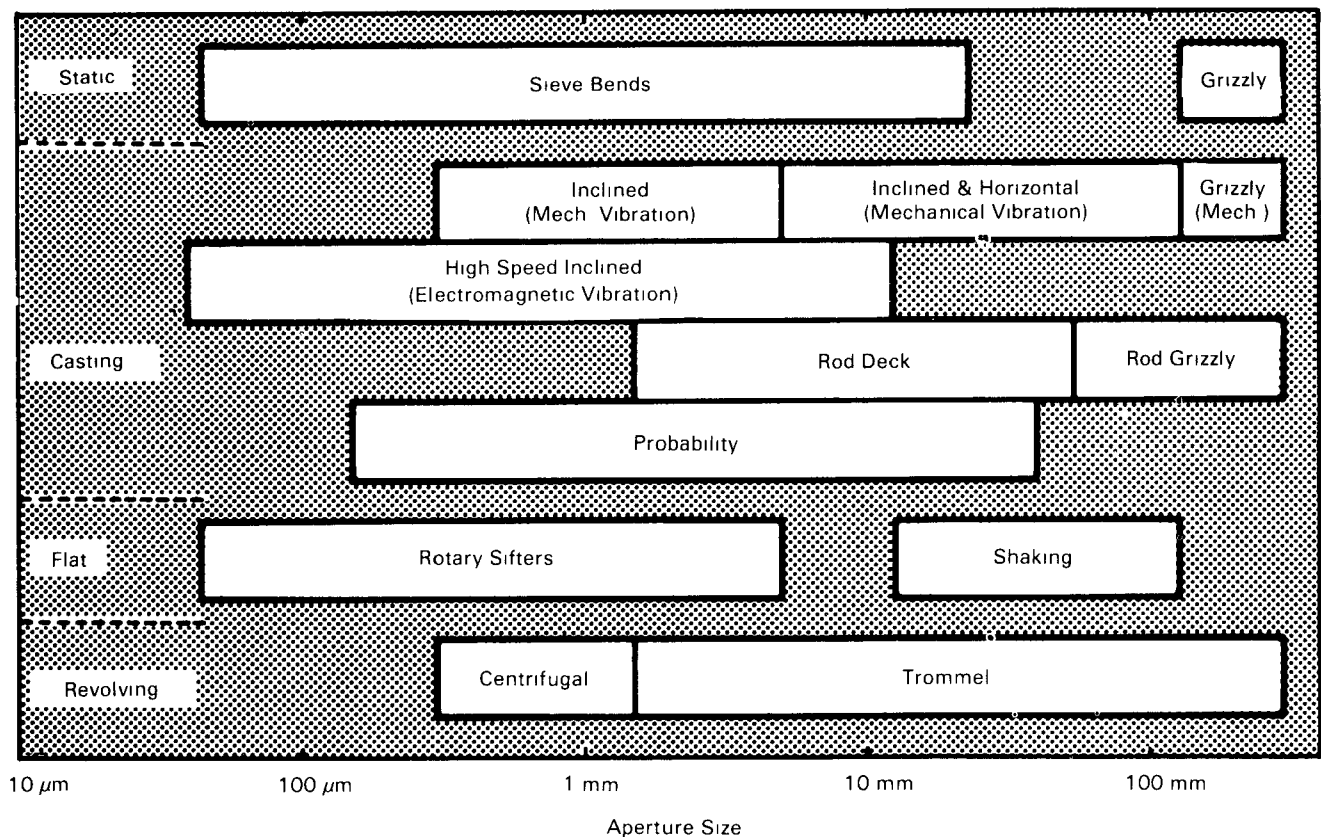 Static
Sieve Bends
Grizzly
Inclined
(Mech Vibration)
Inclined & Horizontal
(Mechanical Vibration)
Grizzly
(Mech )
High Speed Inclined
(Electromagnetic Vibration)
Casting
Rod Deck
Rod Grizzly
Probability
Flat
Rotary Sifters
Shaking
Revolving
Centrifugal
Trommel
10 μm
100 μm
1 mm
10 mm
100 mm
Aperture Size